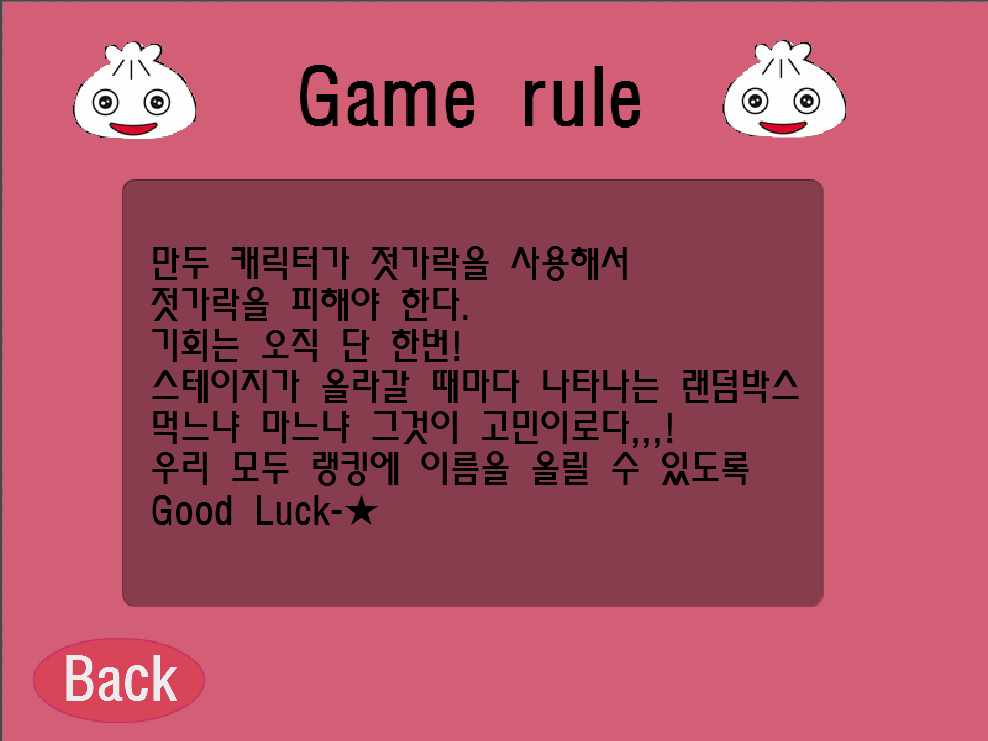 Game rule
만두 캐릭터가 젓가락을 사용해서
젓가락을 피해야 한다.
기회는 오직 단 한번!
스테이지가 올라갈 때마다 나타나는 랜덤박스
먹느냐 마느냐 그것이 고민이로다,,,!
우리 모두 랭킹에 이름을 올릴 수 있도록
Good Luck-★
Back